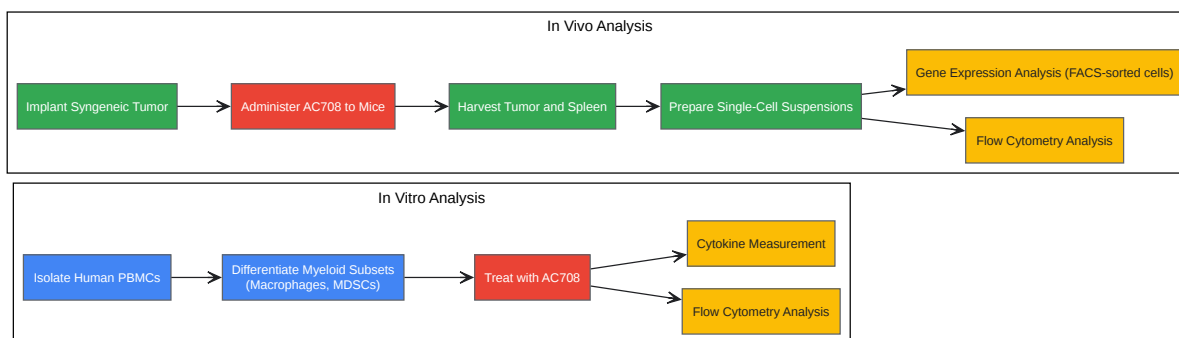 In Vivo Analysis
Gene Expression Analysis (FACS-sorted cells)
Implant Syngeneic Tumor
Administer AC708 to Mice
Harvest Tumor and Spleen
Prepare Single-Cell Suspensions
Flow Cytometry Analysis
In Vitro Analysis
Cytokine Measurement
Isolate Human PBMCs
Differentiate Myeloid Subsets
(Macrophages, MDSCs)
Treat with AC708
Flow Cytometry Analysis